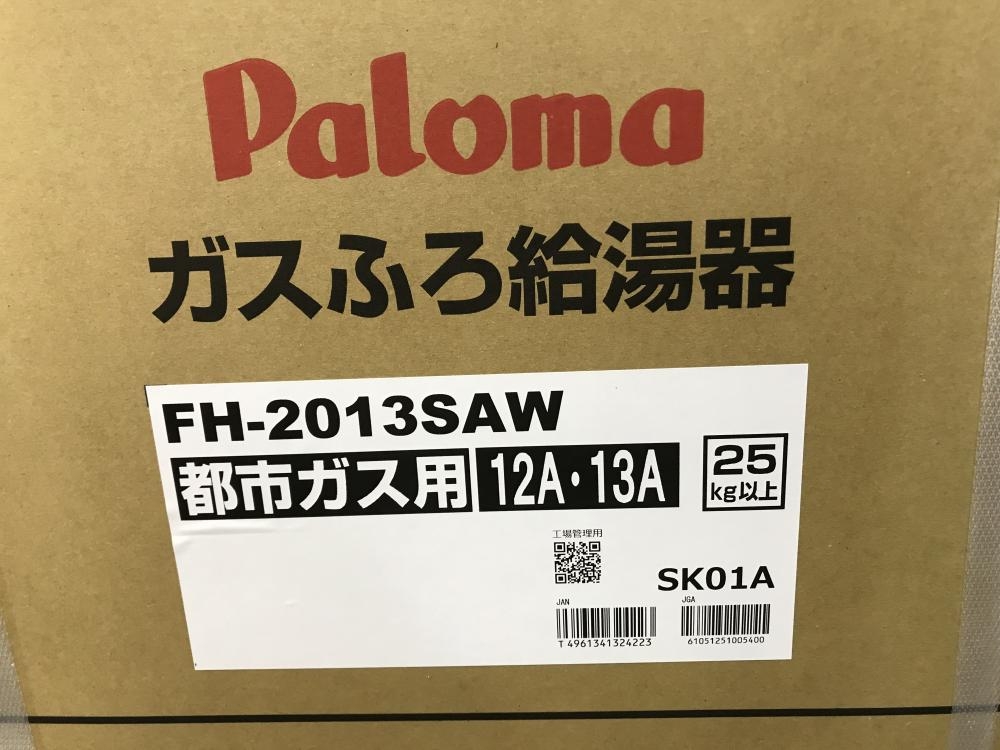 Paloma
ガスふろ給湯器
FH-2013SAW
都市ガス用 12A・13A
25
kg以上
工場管理用
SK01A
JAN
JGA
T4961341324223
61051251005400